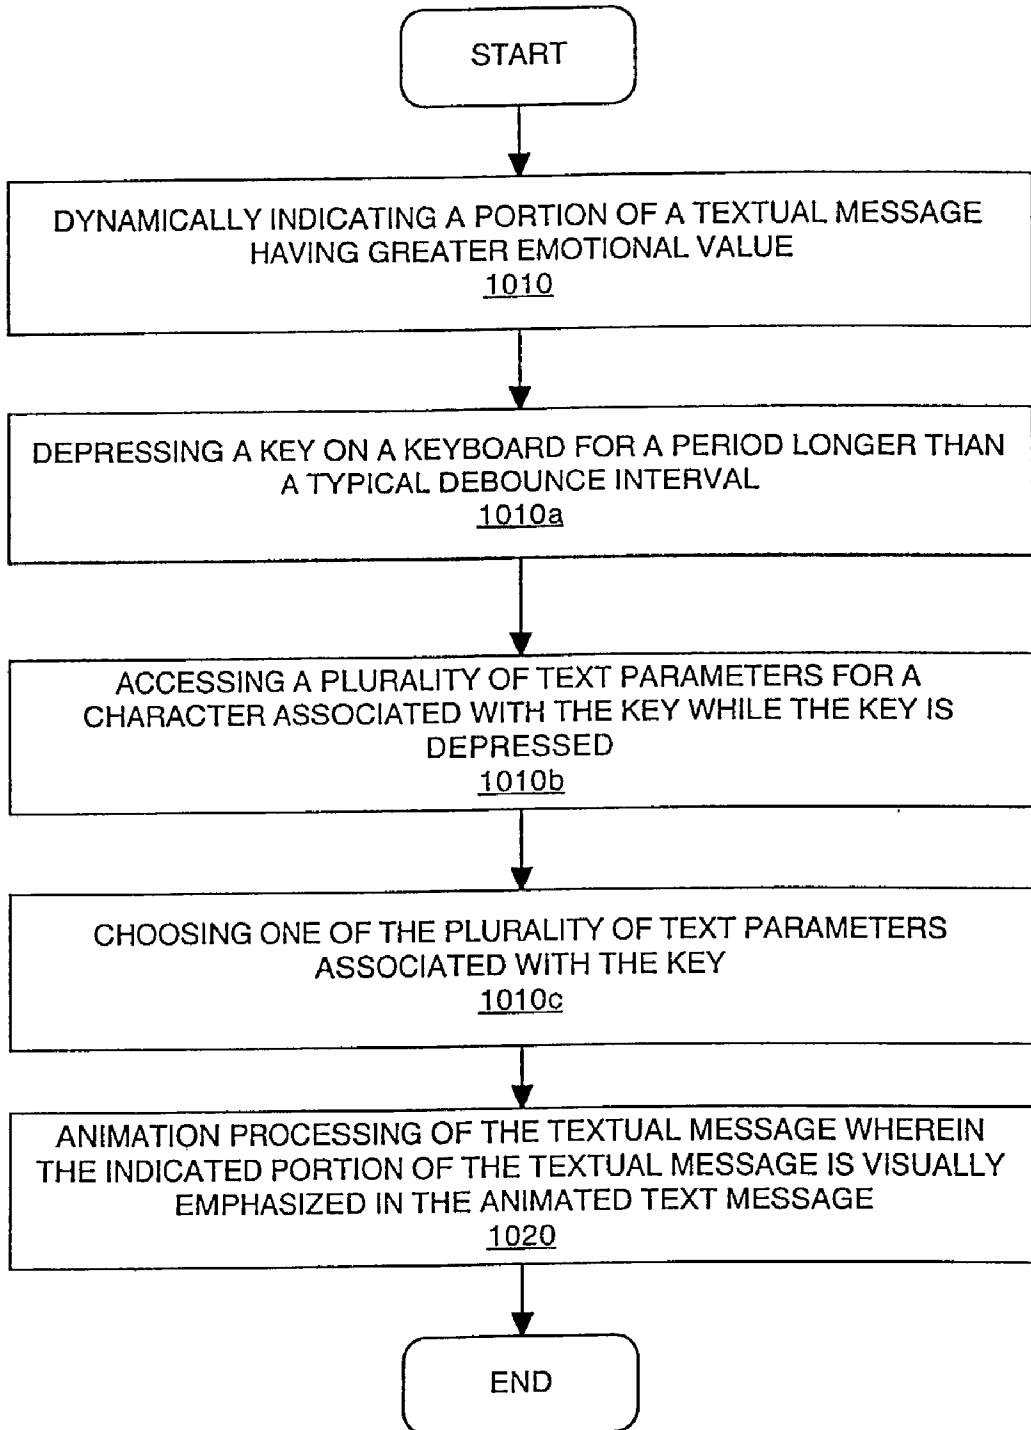 START
DYNAMICALLY INDICATING A PORTION OF A TEXTUAL MESSAGE
HAVING GREATER EMOTIONAL VALUE
1010
DEPRESSING A KEY ON A KEYBOARD FOR A PERIOD LONGER THAN
A TYPICAL DEBOUNCE INTERVAL
1010a
ACCESSING A PLURALITY OF TEXT PARAMETERS FOR A
CHARACTER ASSOCIATED WITH THE KEY WHILE THE KEY IS
DEPRESSED
1010b
CHOOSING ONE OF THE PLURALITY OF TEXT PARAMETERS
ASSOCIATED WITH THE KEY
1010c
ANIMATION PROCESSING OF THE TEXTUAL MESSAGE WHEREIN
THE INDICATED PORTION OF THE TEXTUAL MESSAGE IS VISUALLY
EMPHASIZED IN THE ANIMATED TEXT MESSAGE
1020
END